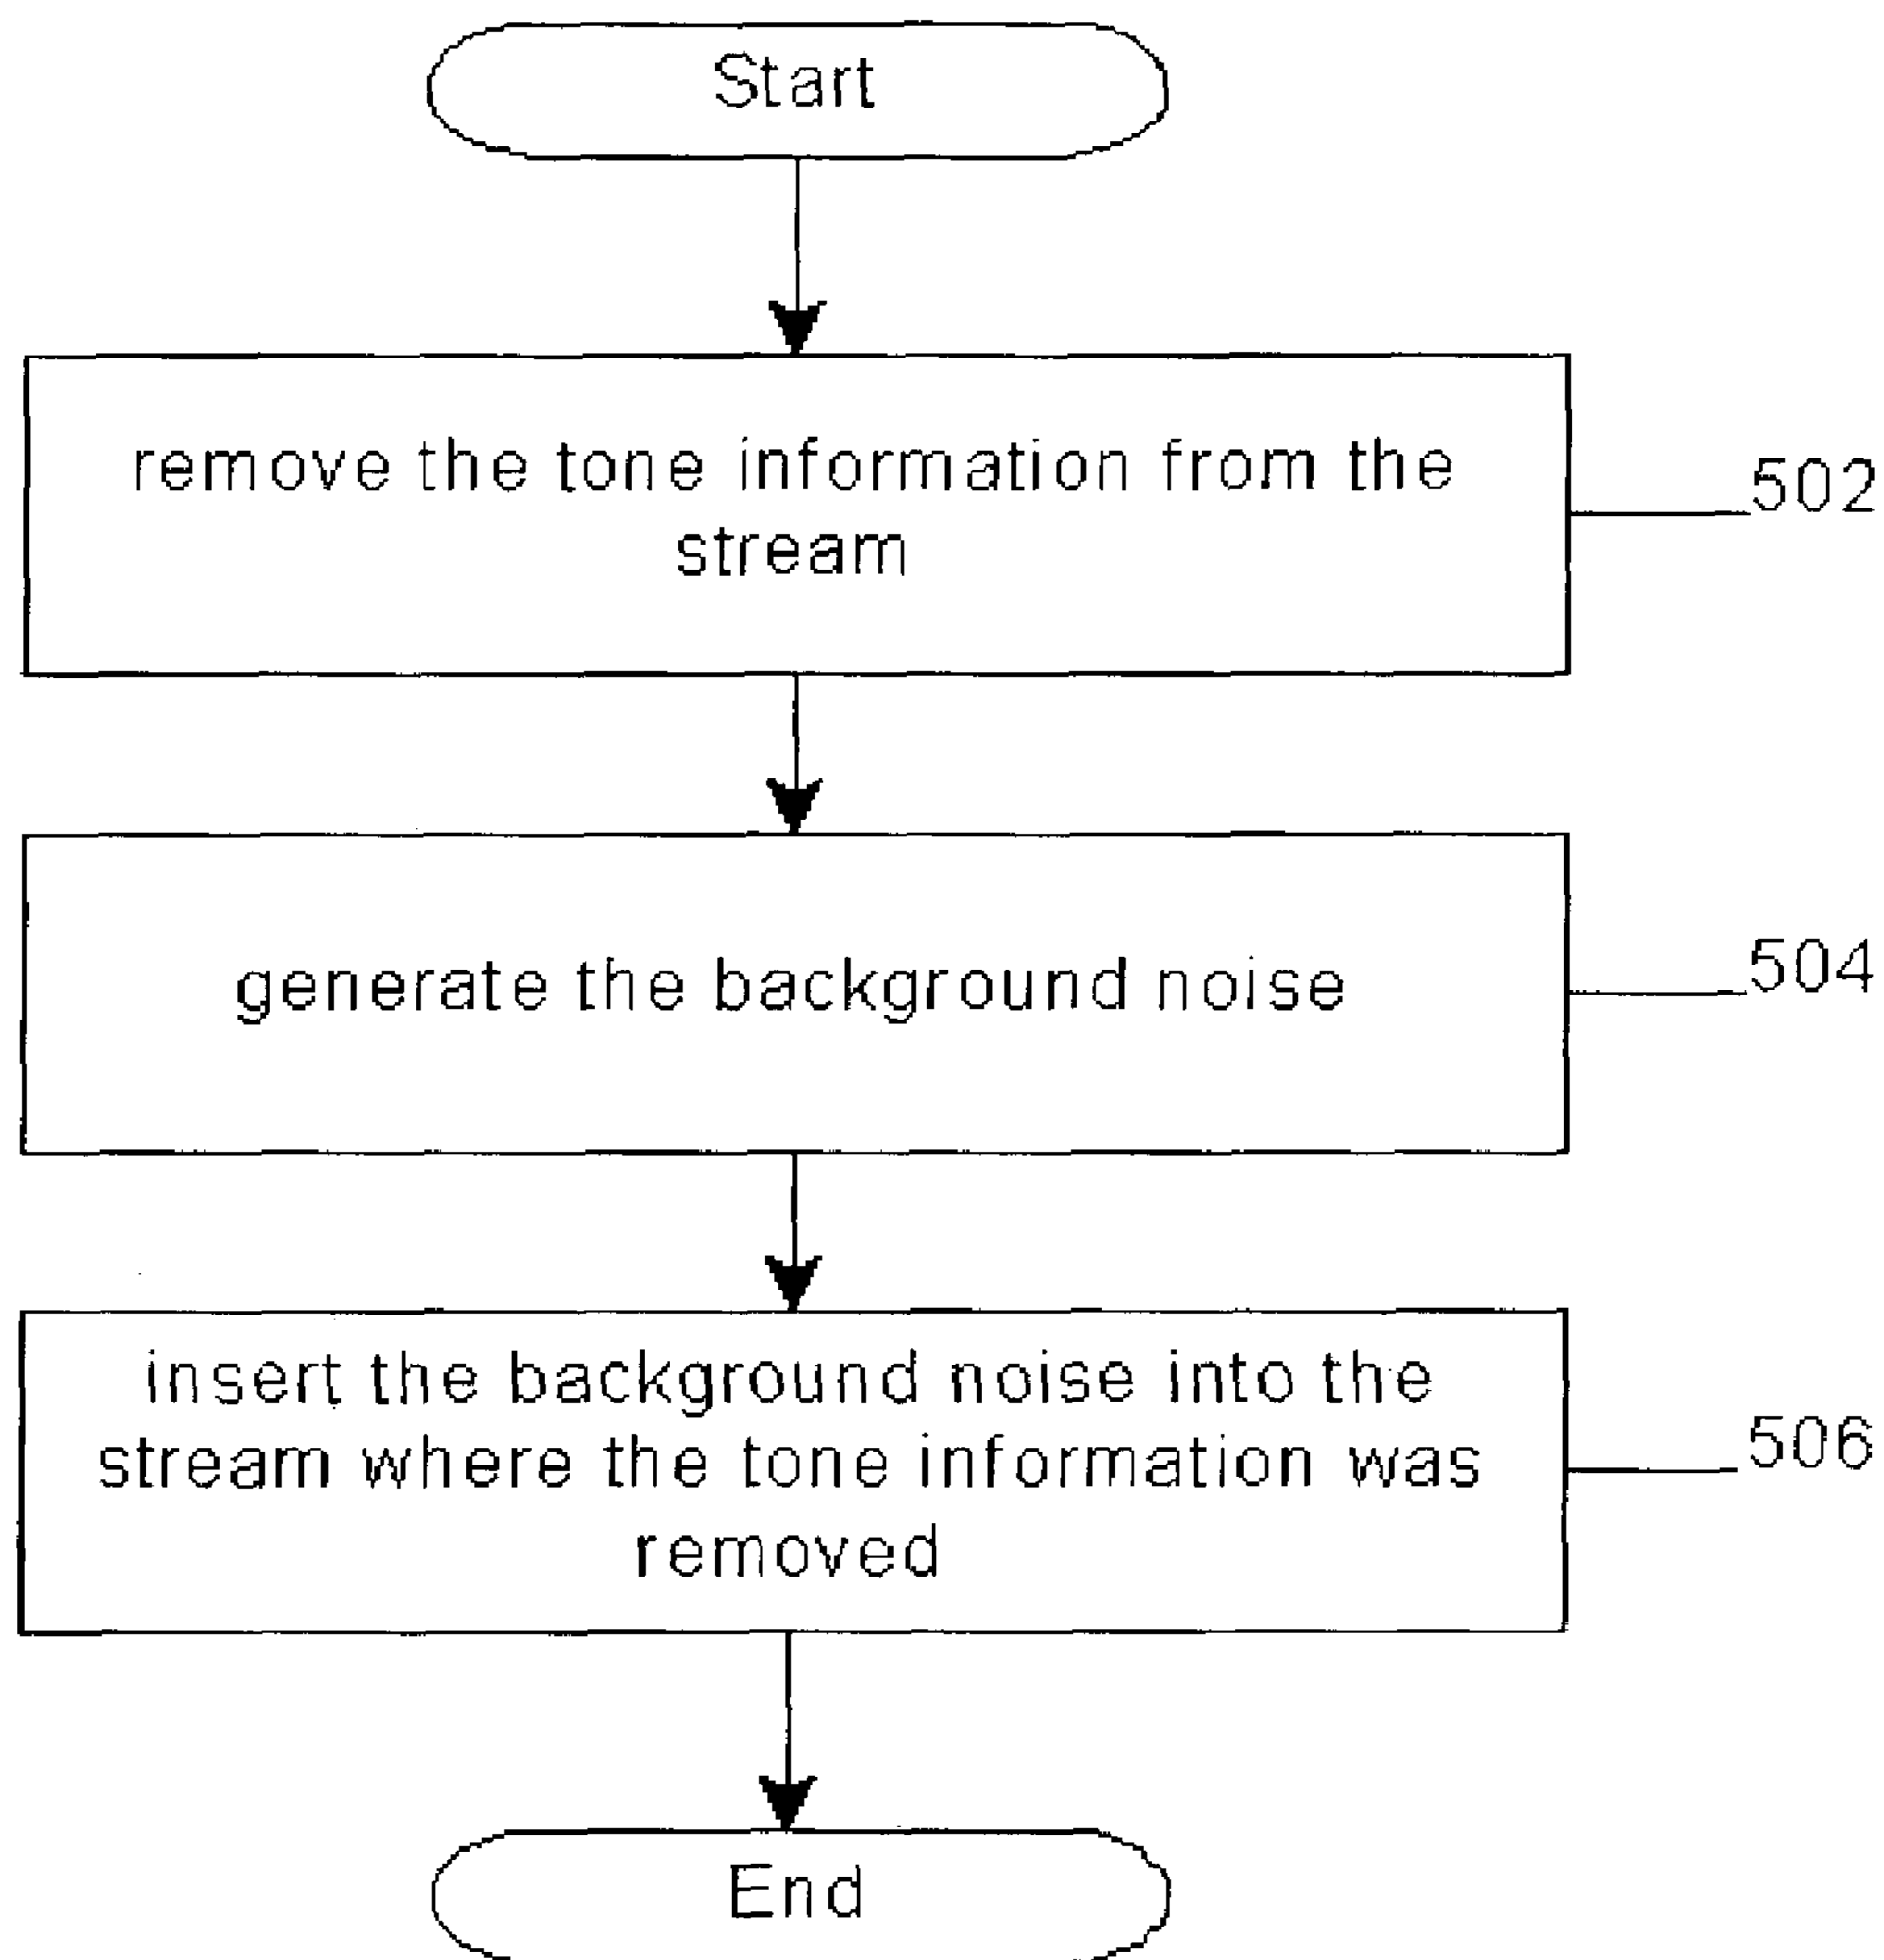 Start
remove the tone information from the
stream
502
generate the background noise
504
insert the background noise into the
stream where the tone information was
removed
506
End